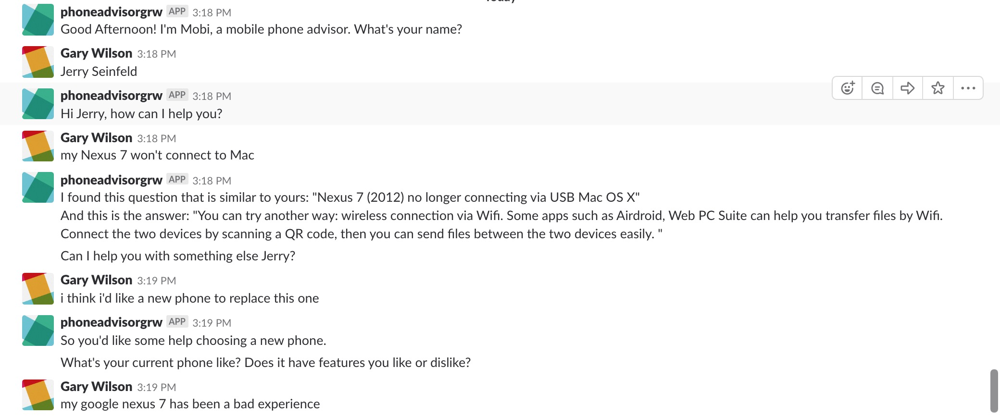 Today
phoneadvisorgrw APP 3:18 PM
Good Afternoon! I'm Mobi, a mobile phone advisor. What's your name?
Gary Wilson 3:18 PM
Jerry Seinfeld
phoneadvisorgrw APP 3:18 PM
Hi Jerry, how can I help you?
Gary Wilson 3:18 PM
my Nexus 7 won't connect to Mac
phoneadvisorgrw APP 3:18 PM
I found this question that is similar to yours: "Nexus 7 (2012) no longer connecting via USB Mac OS X"
And this is the answer: "You can try another way: wireless connection via Wifi. Some apps such as Airdroid, Web PC Suite can help you transfer files by Wifi.
Connect the two devices by scanning a QR code, then you can send files between the two devices easily. "
Can I help you with something else Jerry?
Gary Wilson 3:19 PM
i think i'd like a new phone to replace this one
phoneadvisorgrw APP 3:19 PM
So you'd like some help choosing a new phone.
What's your current phone like? Does it have features you like or dislike?
Gary Wilson 3:19 PM
my google nexus 7 has been a bad experience